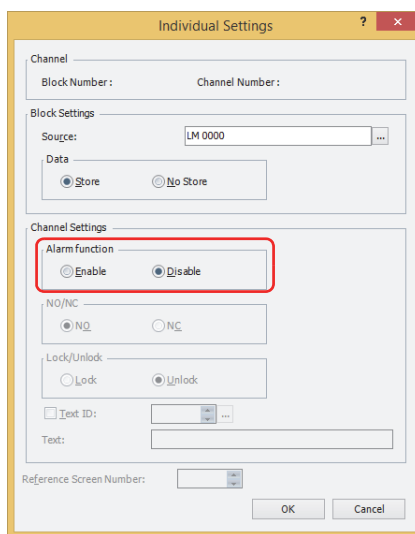 Individual Settings ? ×
Channel
Block Number : Channel Number :
Block Settings
Source: LM 0000 ...
Data
Store No Store
Channel Settings
Alarm function
Enable Disable
NO/NC
NO NC
Lock/Unlock
Lock Unlock
Text ID: ...
Text:
Reference Screen Number:
OK Cancel